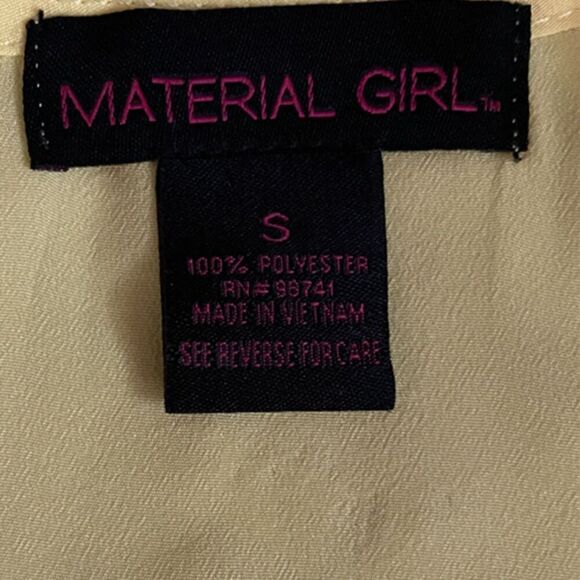 MATERIAL GIRL™
S
100% POLYESTER
RN# 98741
MADE IN VIETNAM
SEE REVERSE FOR CARE